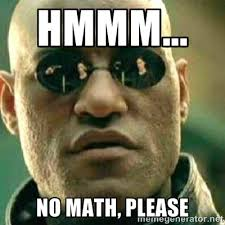 HMMM...
NO MATH, PLEASE
memegenerator.net